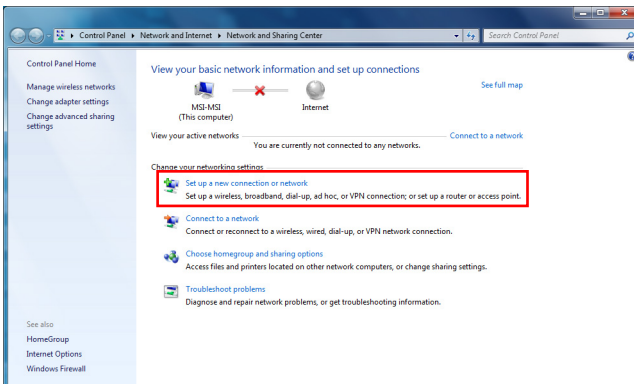 Control Panel ▸ Network and Internet ▸ Network and Sharing Center
Search Control Panel
Control Panel Home
Manage wireless networks
Change adapter settings
Change advanced sharing
settings
See also
HomeGroup
Internet Options
Windows Firewall
View your basic network information and set up connections
See full map
MSI-MSI
(This computer)
Internet
View your active networks
Connect to a network
You are currently not connected to any networks.
Change your networking settings
Set up a new connection or network
Set up a wireless, broadband, dial-up, ad hoc, or VPN connection; or set up a router or access point.
Connect to a network
Connect or reconnect to a wireless, wired, dial-up, or VPN network connection.
Choose homegroup and sharing options
Access files and printers located on other network computers, or change sharing settings.
Troubleshoot problems
Diagnose and repair network problems, or get troubleshooting information.